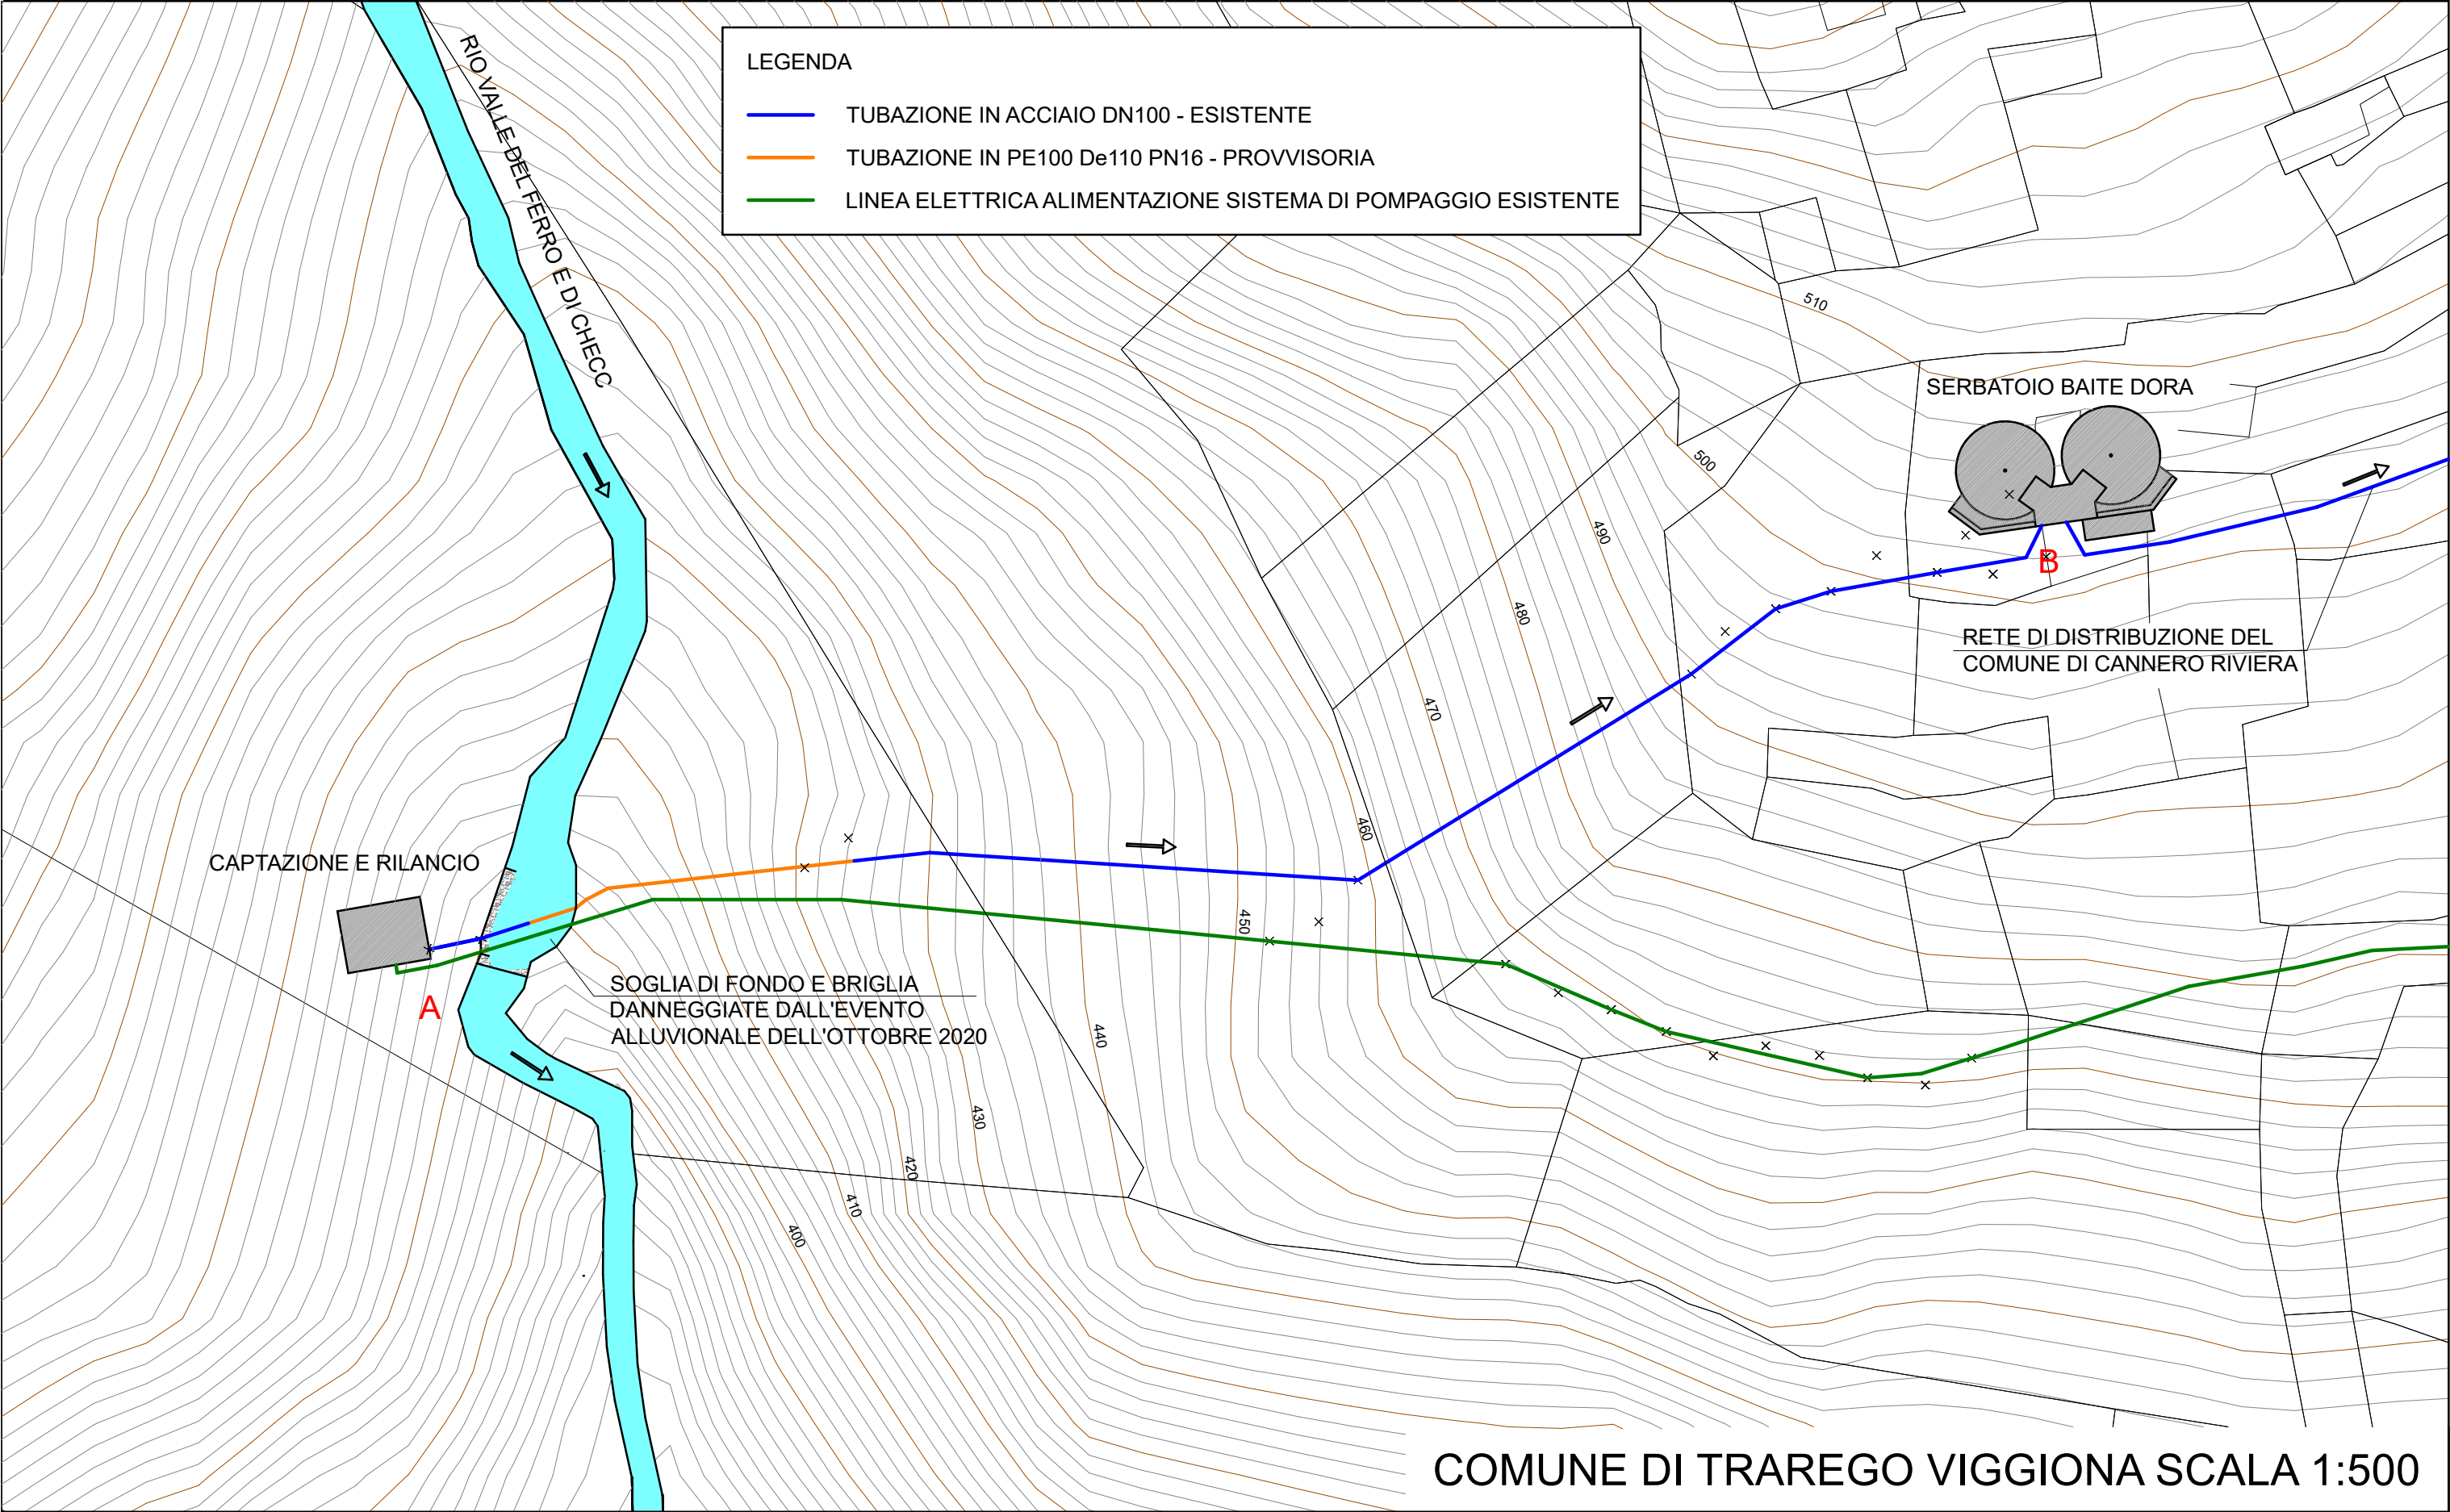 LEGENDA
TUBAZIONE IN ACCIAIO DN100 - ESISTENTE
TUBAZIONE IN PE100 De110 PN16 - PROVVISORIA
LINEA ELETTRICA ALIMENTAZIONE SISTEMA DI POMPAGGIO ESISTENTE
RIO VALLE DEL FERRO E DI CHECC
510
SERBATOIO BAITE DORA
500
490
B
480
RETE DI DISTRIBUZIONE DEL
COMUNE DI CANNERO RIVIERA
470
460
CAPTAZIONE E RILANCIO
450
SOGLIA DI FONDO E BRIGLIA
DANNEGGIATE DALL'EVENTO
ALLUVIONALE DELL'OTTOBRE 2020
A
440
430
420
410
400
COMUNE DI TRAREGO VIGGIONA SCALA 1:500